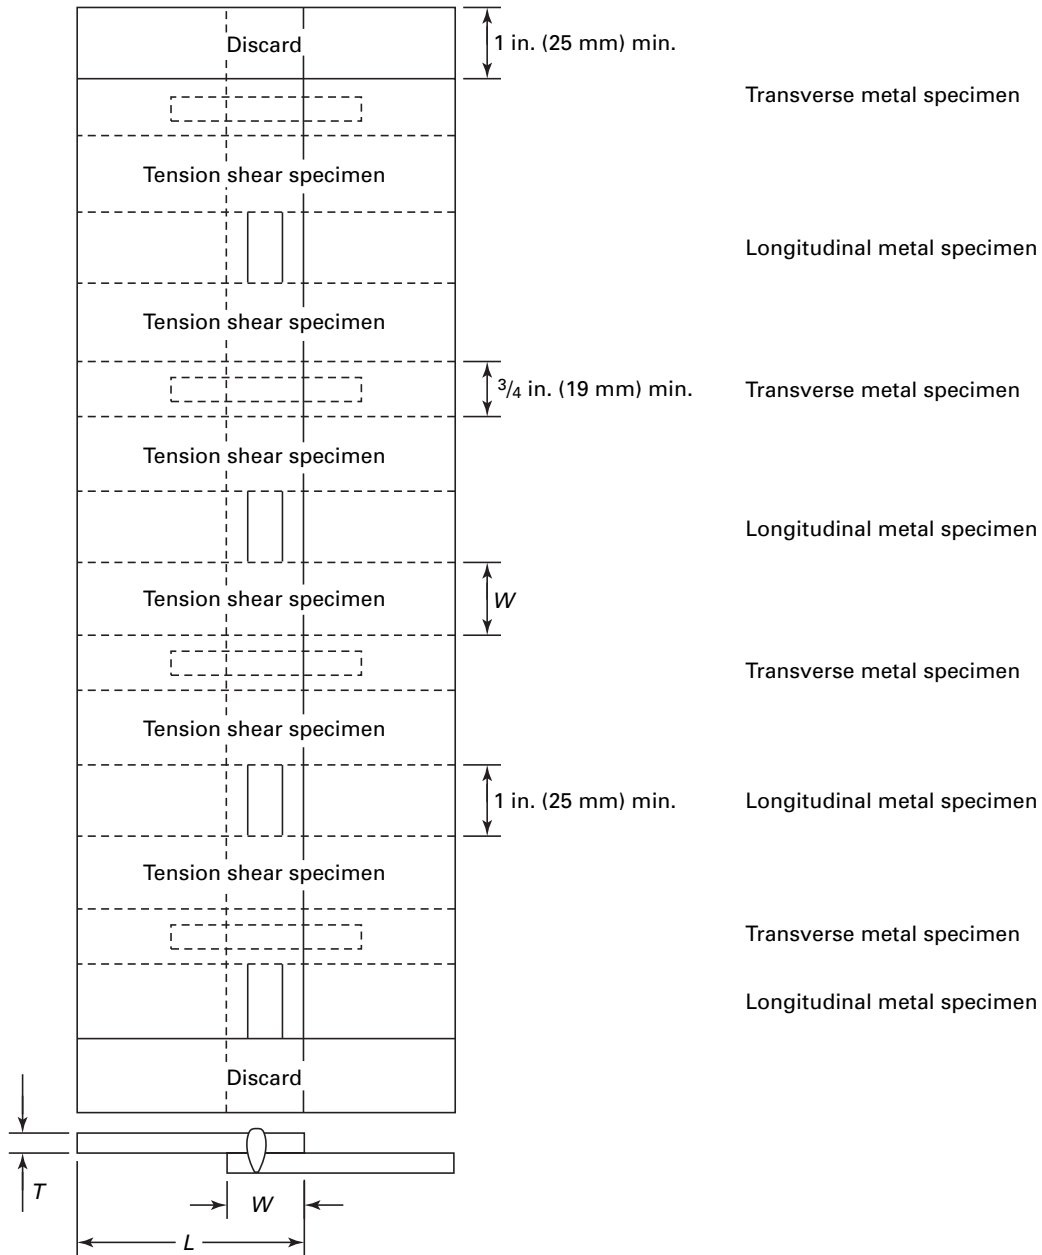 Discard
1 in. (25 mm) min.
Transverse metal specimen
Tension shear specimen
Longitudinal metal specimen
Tension shear specimen
3/4 in. (19 mm) min.
Transverse metal specimen
Tension shear specimen
Longitudinal metal specimen
Tension shear specimen
W
Transverse metal specimen
Tension shear specimen
1 in. (25 mm) min.
Longitudinal metal specimen
Tension shear specimen
Transverse metal specimen
Longitudinal metal specimen
Discard
T
W
L